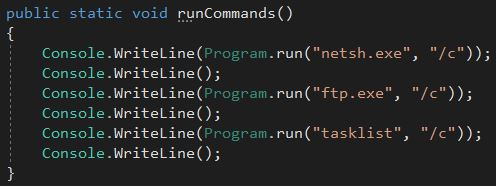 public static void runCommands()
{
    Console.WriteLine(Program.run("netsh.exe", "/c"));
    Console.WriteLine();
    Console.WriteLine(Program.run("ftp.exe", "/c"));
    Console.WriteLine();
    Console.WriteLine(Program.run("tasklist", "/c"));
    Console.WriteLine();
}